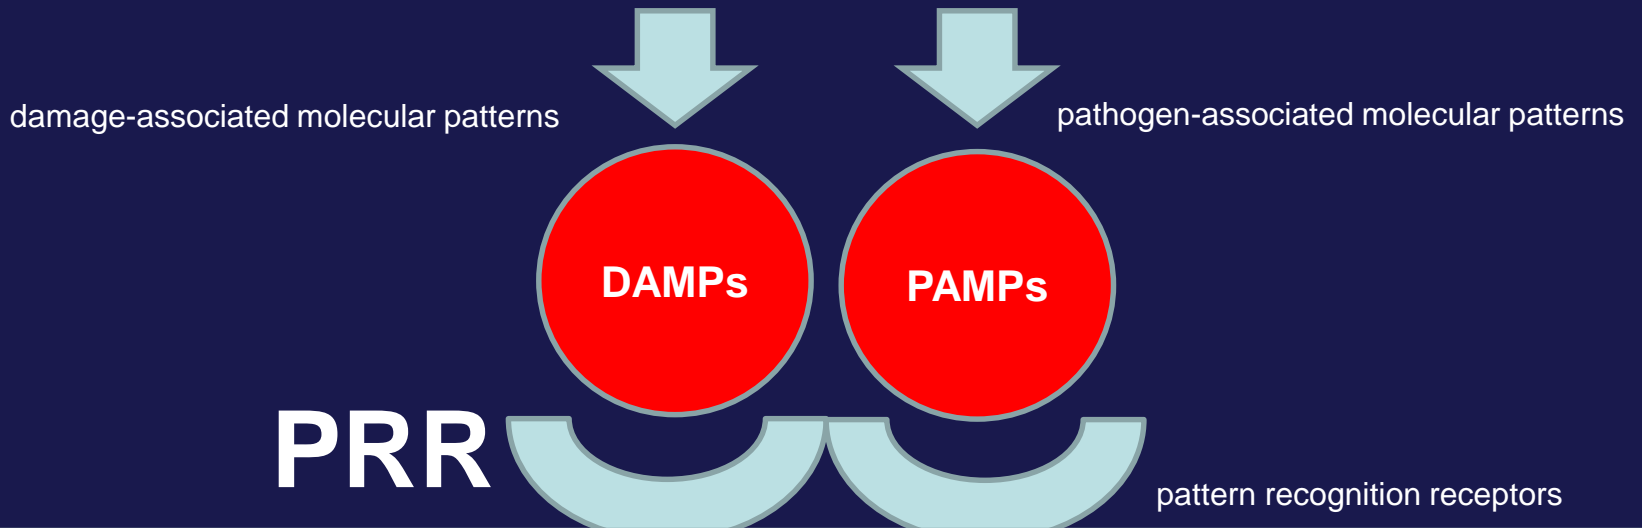 damage-associated molecular patterns
pathogen-associated molecular patterns
DAMPs
PAMPs
PRR
pattern recognition receptors